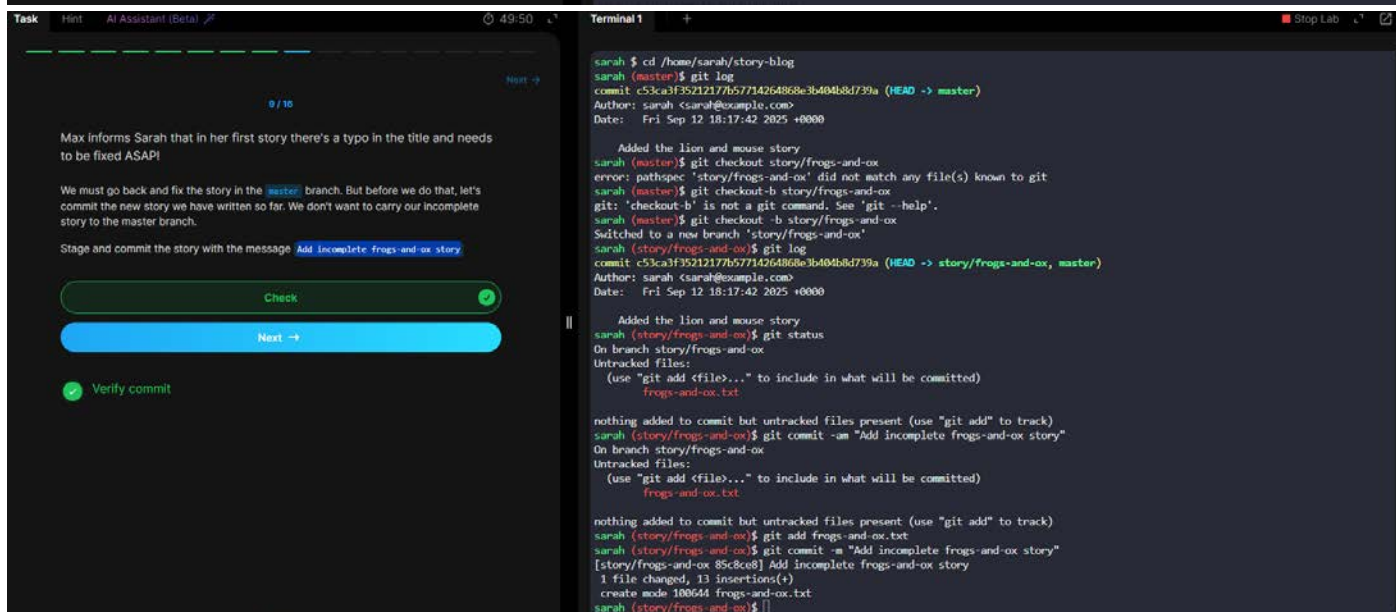 Task Hint AI Assistant (Beta) 49:50
Next →
9 / 16
Max informs Sarah that in her first story there's a typo in the title and needs
to be fixed ASAP!
We must go back and fix the story in the master branch. But before we do that, let's
commit the new story we have written so far. We don't want to carry our incomplete
story to the master branch.
Stage and commit the story with the message Add incomplete frogs-and-ox story
Check
Next →
Verify commit
Terminal 1 + Stop Lab
sarah $ cd /home/sarah/story-blog
sarah (master)$ git log
commit c53ca3f35212177b57714264868e3b404b8d739a (HEAD -> master)
Author: sarah <sarah@example.com>
Date: Fri Sep 12 18:17:42 2025 +0000
Added the lion and mouse story
sarah (master)$ git checkout story/frogs-and-ox
error: pathspec 'story/frogs-and-ox' did not match any file(s) known to git
sarah (master)$ git checkout-b story/frogs-and-ox
git: 'checkout-b' is not a git command. See 'git --help'.
sarah (master)$ git checkout -b story/frogs-and-ox
Switched to a new branch 'story/frogs-and-ox'
sarah (story/frogs-and-ox)$ git log
commit c53ca3f35212177b57714264868e3b404b8d739a (HEAD -> story/frogs-and-ox, master)
Author: sarah <sarah@example.com>
Date: Fri Sep 12 18:17:42 2025 +0000
Added the lion and mouse story
sarah (story/frogs-and-ox)$ git status
On branch story/frogs-and-ox
Untracked files:
(use "git add <file>..." to include in what will be committed)
frogs-and-ox.txt
nothing added to commit but untracked files present (use "git add" to track)
sarah (story/frogs-and-ox)$ git commit -am "Add incomplete frogs-and-ox story"
On branch story/frogs-and-ox
Untracked files:
(use "git add <file>..." to include in what will be committed)
frogs-and-ox.txt
nothing added to commit but untracked files present (use "git add" to track)
sarah (story/frogs-and-ox)$ git add frogs-and-ox.txt
sarah (story/frogs-and-ox)$ git commit -m "Add incomplete frogs-and-ox story"
[story/frogs-and-ox 85c8ce8] Add incomplete frogs-and-ox story
1 file changed, 13 insertions(+)
create mode 100644 frogs-and-ox.txt
sarah (story/frogs-and-ox)$